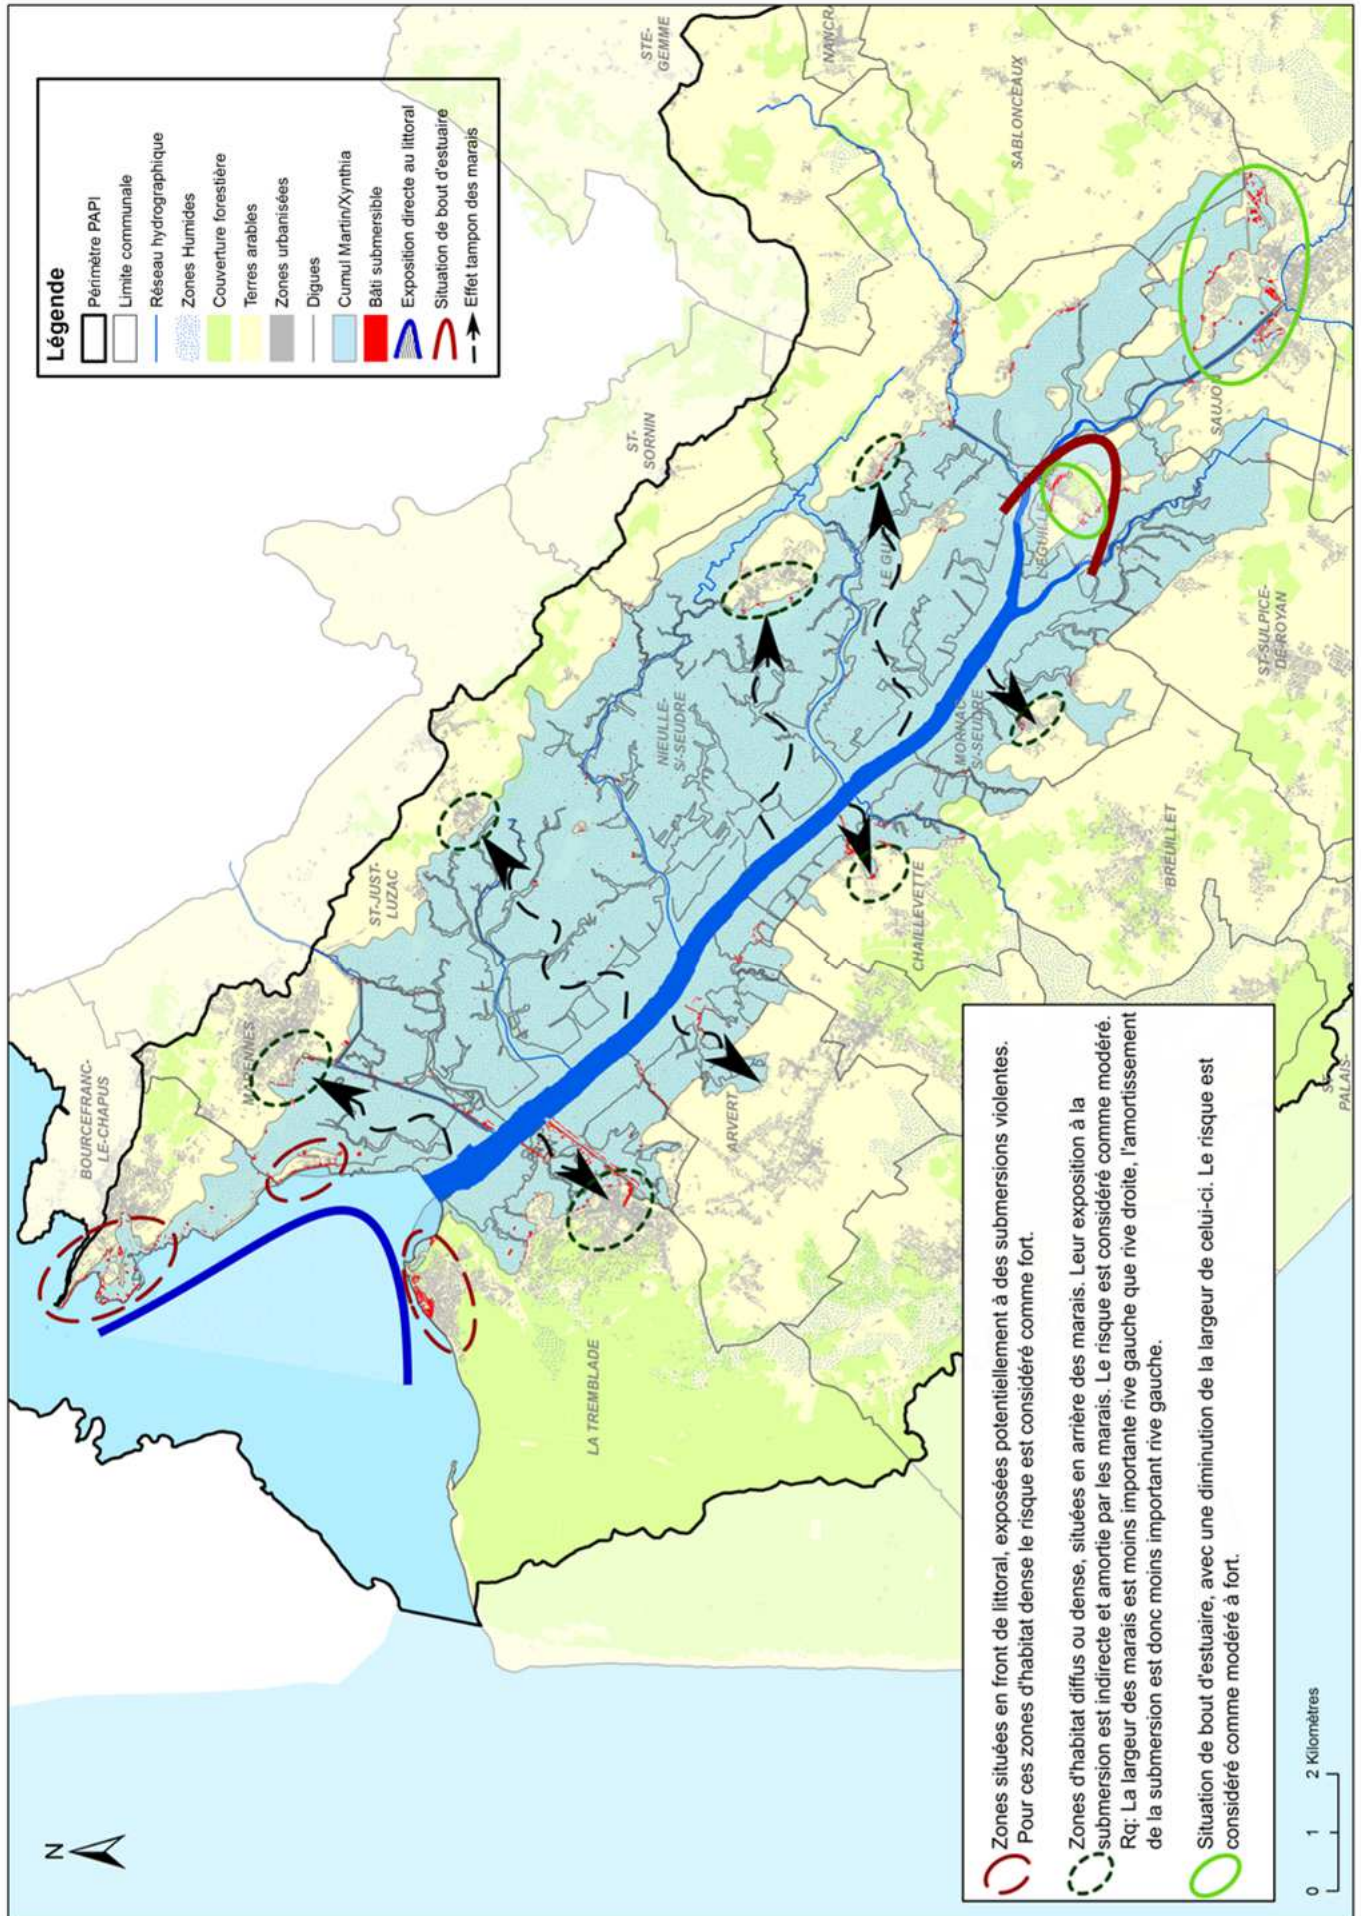 Légende
Périmètre PAPI
Limite communale
Réseau hydrographique
Zones Humides
Couverture forestière
Terres arables
Zones urbanisées
Digues
Cumul Martin/Xynthia
Bâti submersible
Exposition directe au littoral
Situation de bout d'estuaire
Effet tampon des marais
N
BOURCEFRANC-
LE-CHAPUS
ST-JUST-
LUZAC
ST-
SORNIN
STE-
GEMME
SABLONCEAUX
NIEULLE-
S/-SEUDRE
LE GU
L'EGUILL
SAUJO
MORNAC
S/-SEUDRE
ST-SULPICE-
DE-ROYAN
BREUILLET
CHAILLEVETTE
ARVERT
LA TREMBLADE
PALAIS-
Zones situées en front de littoral, exposées potentiellement à des submersions violentes.
Pour ces zones d'habitat dense le risque est considéré comme fort.
Zones d'habitat diffus ou dense, situées en arrière des marais. Leur exposition à la
submersion est indirecte et amortie par les marais. Le risque est considéré comme modéré.
Rq: La largeur des marais est moins importante rive gauche que rive droite, l'amortissement
de la submersion est donc moins important rive gauche.
Situation de bout d'estuaire, avec une diminution de la largeur de celui-ci. Le risque est
considéré comme modéré à fort.
0 1 2 Kilomètres